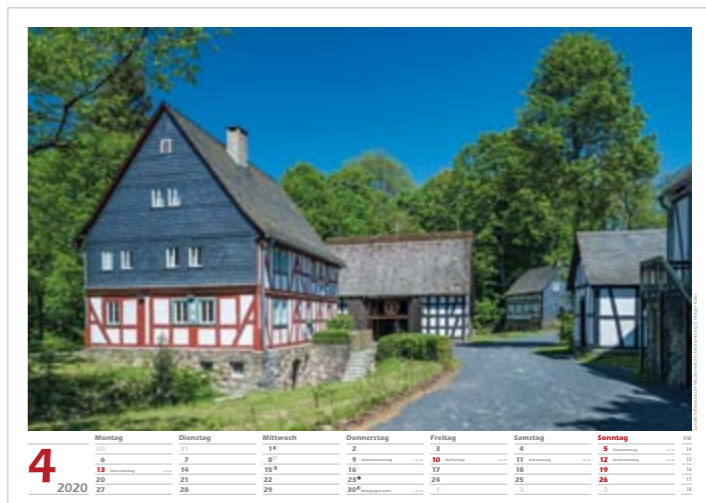 Montag Dienstag Mittwoch Donnerstag Freitag Samstag Sonntag KW
30 31 1 2 3 4 5 14
6 7 8 9 10 11 12 15
13 14 15 16 17 18 19 16
20 21 22 23 24 25 26 17
27 28 29 30 1 2 3 18
4
2020